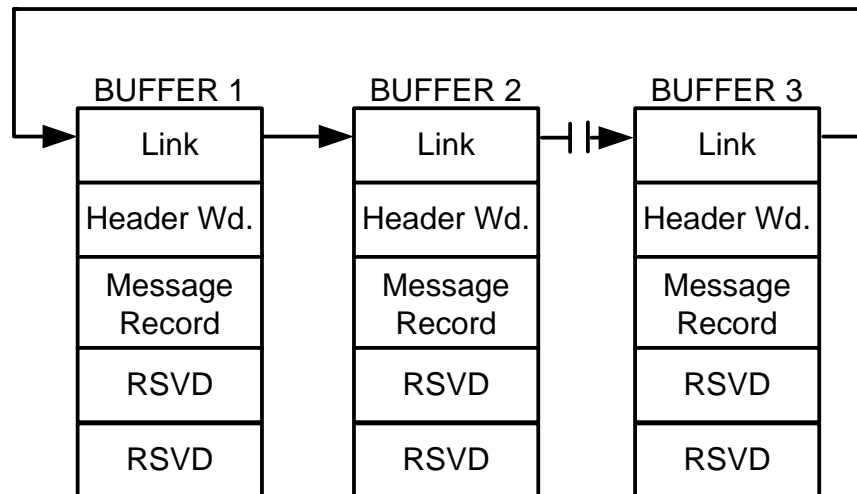 BUFFER 1
Link
Header Wd.
Message
Record
RSVD
RSVD
BUFFER 2
Link
Header Wd.
Message
Record
RSVD
RSVD
BUFFER 3
Link
Header Wd.
Message
Record
RSVD
RSVD